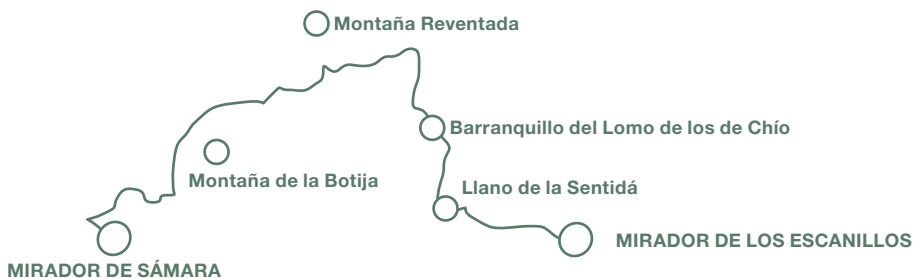 Montaña Reventada
Barranquillo del Lomo de los de Chío
Montaña de la Botija
Llano de la Sentidá
MIRADOR DE LOS ESCANILLOS
MIRADOR DE SÁMARA